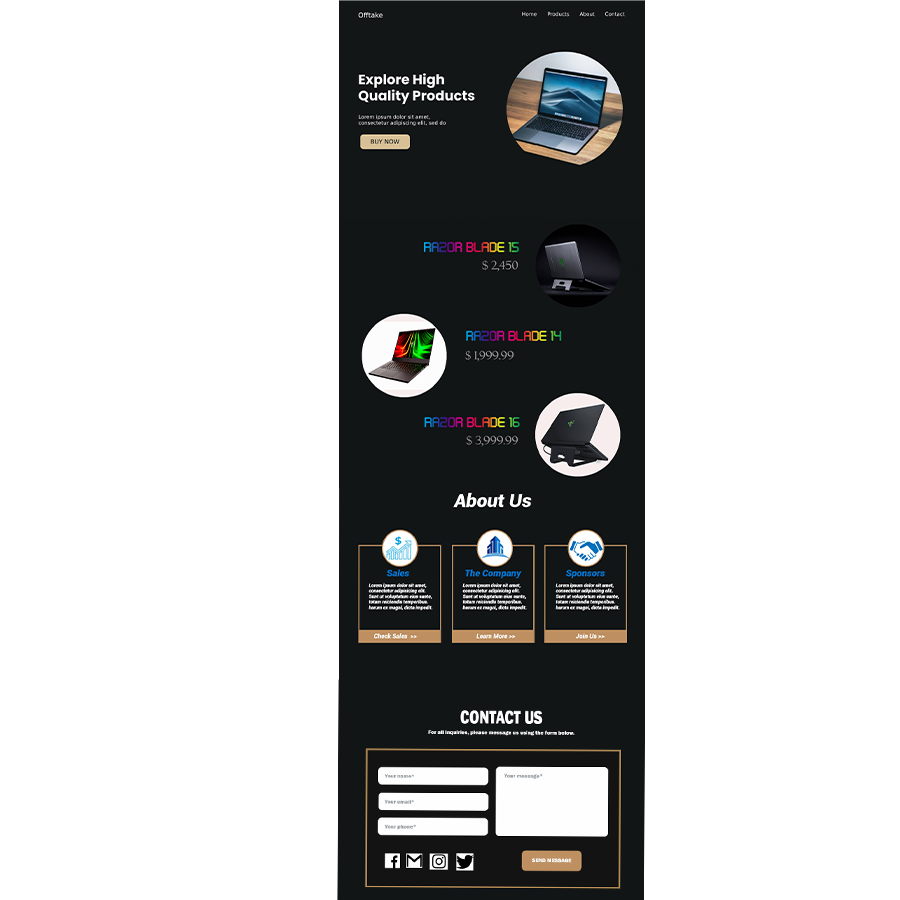 Offtake
Home Products About Contact
Explore High
Quality Products
Lorem ipsum dolor sit amet,
consectetur adipiscing elit, sed do
BUY NOW
RAZOR BLADE 15
$ 2,450
RAZOR BLADE 14
$ 1,999.99
RAZOR BLADE 16
$ 3,999.99
About Us
$
Sales
Lorem ipsum dolor sit amet,
consectetur adipisicing elit.
Sunt ut voluptatum eius sunte,
totam reiciendis temporibus.
harum ex magni, dicta impedit.
Check Sales >>
The Company
Lorem ipsum dolor sit amet,
consectetur adipisicing elit.
Sunt ut voluptatum eius sunte,
totam reiciendis temporibus.
harum ex magni, dicta impedit.
Learn More >>
Sponsors
Lorem ipsum dolor sit amet,
consectetur adipisicing elit.
Sunt ut voluptatum eius sunte,
totam reiciendis temporibus.
harum ex magni, dicta impedit.
Join Us >>
CONTACT US
For all inquiries, please message us using the form below.
Your name*
Your email*
Your phone*
Your message*
SEND MESSAGE